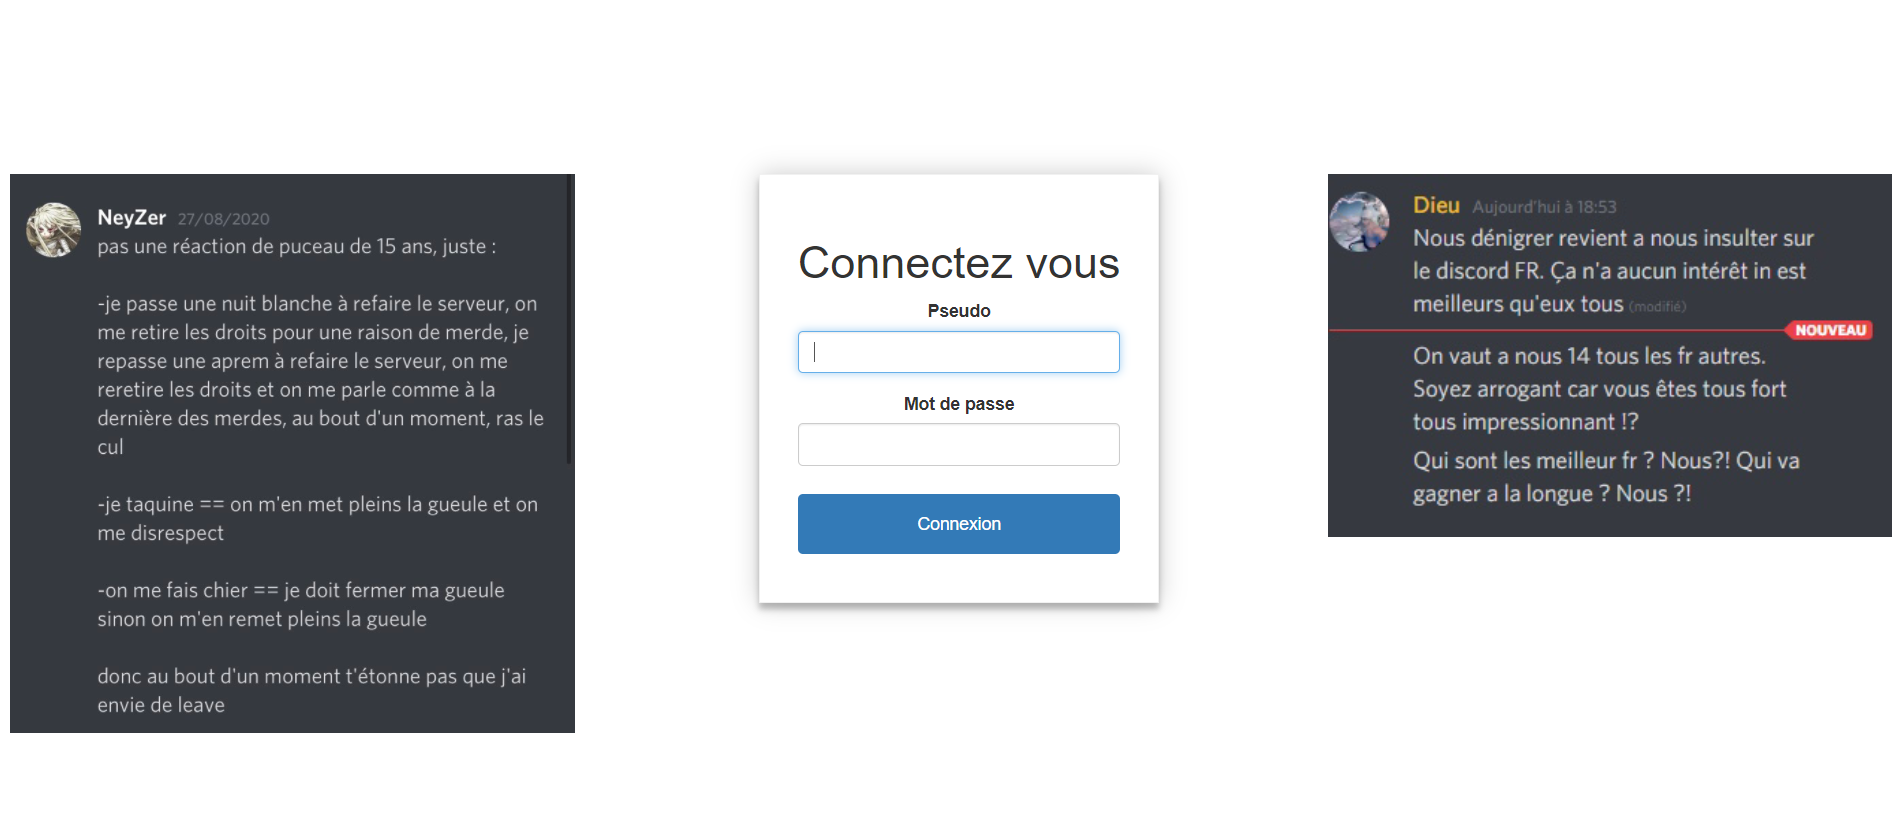 NeyZer 27/08/2020
pas une réaction de puceau de 15 ans, juste :
-je passe une nuit blanche à refaire le serveur, on
me retire les droits pour une raison de merde, je
repasse une aprem à refaire le serveur, on me
reretire les droits et on me parle comme à la
dernière des merdes, au bout d'un moment, ras le
cul
-je taquine == on m'en met pleins la gueule et on
me disrespect
-on me fais chier == je doit fermer ma gueule
sinon on m'en remet pleins la gueule
donc au bout d'un moment t'étonne pas que j'ai
envie de leave
Connectez vous
Pseudo
Mot de passe
Connexion
Dieu Aujourd'hui à 18:53
Nous dénigrer revient a nous insulter sur
le discord FR. Ça n'a aucun intérêt in est
meilleurs qu'eux tous (modifié)
NOUVEAU
On vaut a nous 14 tous les fr autres.
Soyez arrogant car vous êtes tous fort
tous impressionnant !?
Qui sont les meilleur fr ? Nous?! Qui va
gagner a la longue ? Nous ?!